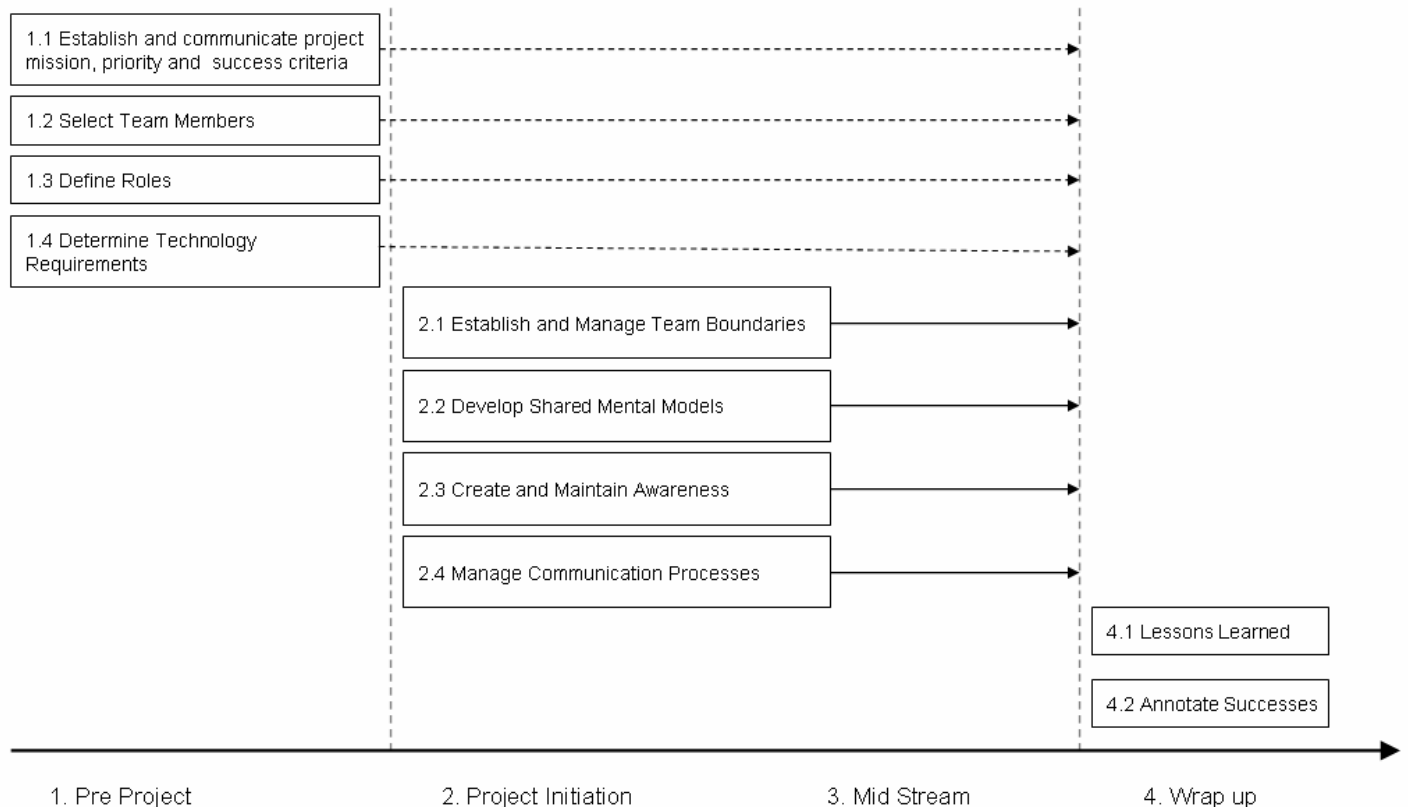 1.1 Establish and communicate project
mission, priority and success criteria
1.2 Select Team Members
1.3 Define Roles
1.4 Determine Technology
Requirements
2.1 Establish and Manage Team Boundaries
2.2 Develop Shared Mental Models
2.3 Create and Maintain Awareness
2.4 Manage Communication Processes
4.1 Lessons Learned
4.2 Annotate Successes
1. Pre Project
2. Project Initiation
3. Mid Stream
4. Wrap up